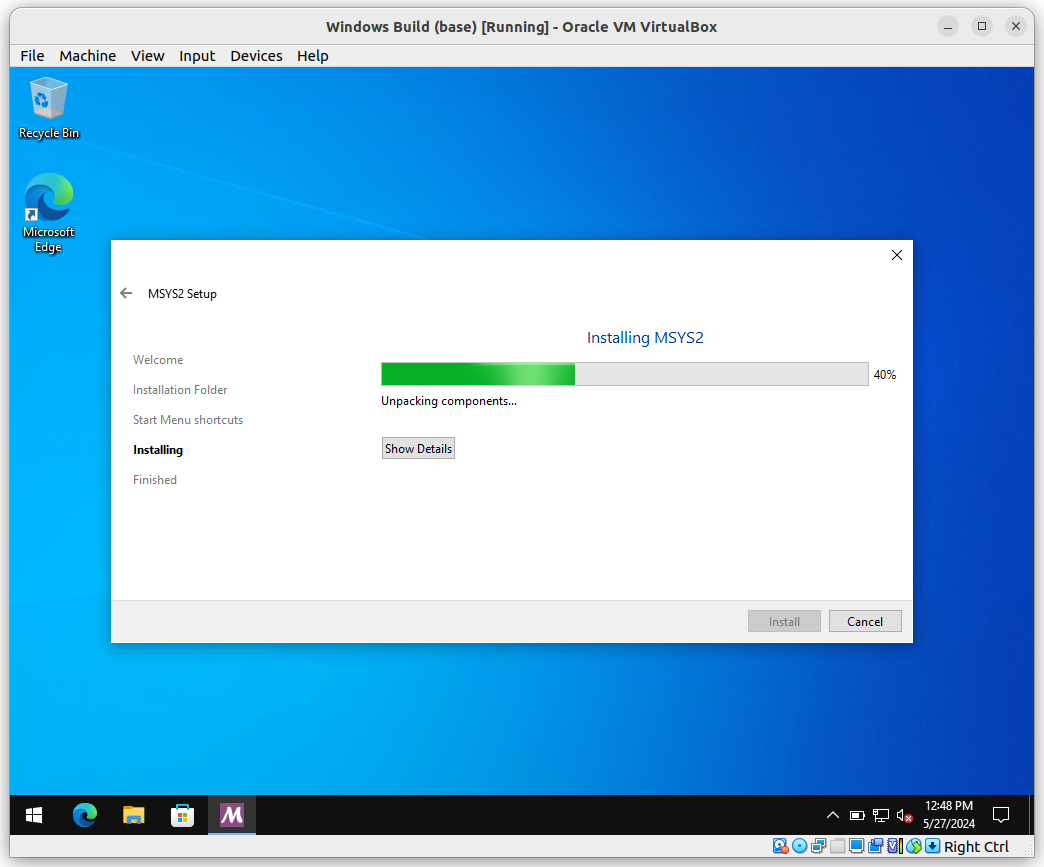 Windows Build (base) [Running] - Oracle VM VirtualBox
File Machine View Input Devices Help
Recycle Bin
Microsoft
Edge
MSYS2 Setup
Installing MSYS2
Welcome
40%
Installation Folder
Unpacking components...
Start Menu shortcuts
Installing
Show Details
Finished
Install Cancel
12:48 PM
5/27/2024
Right Ctrl